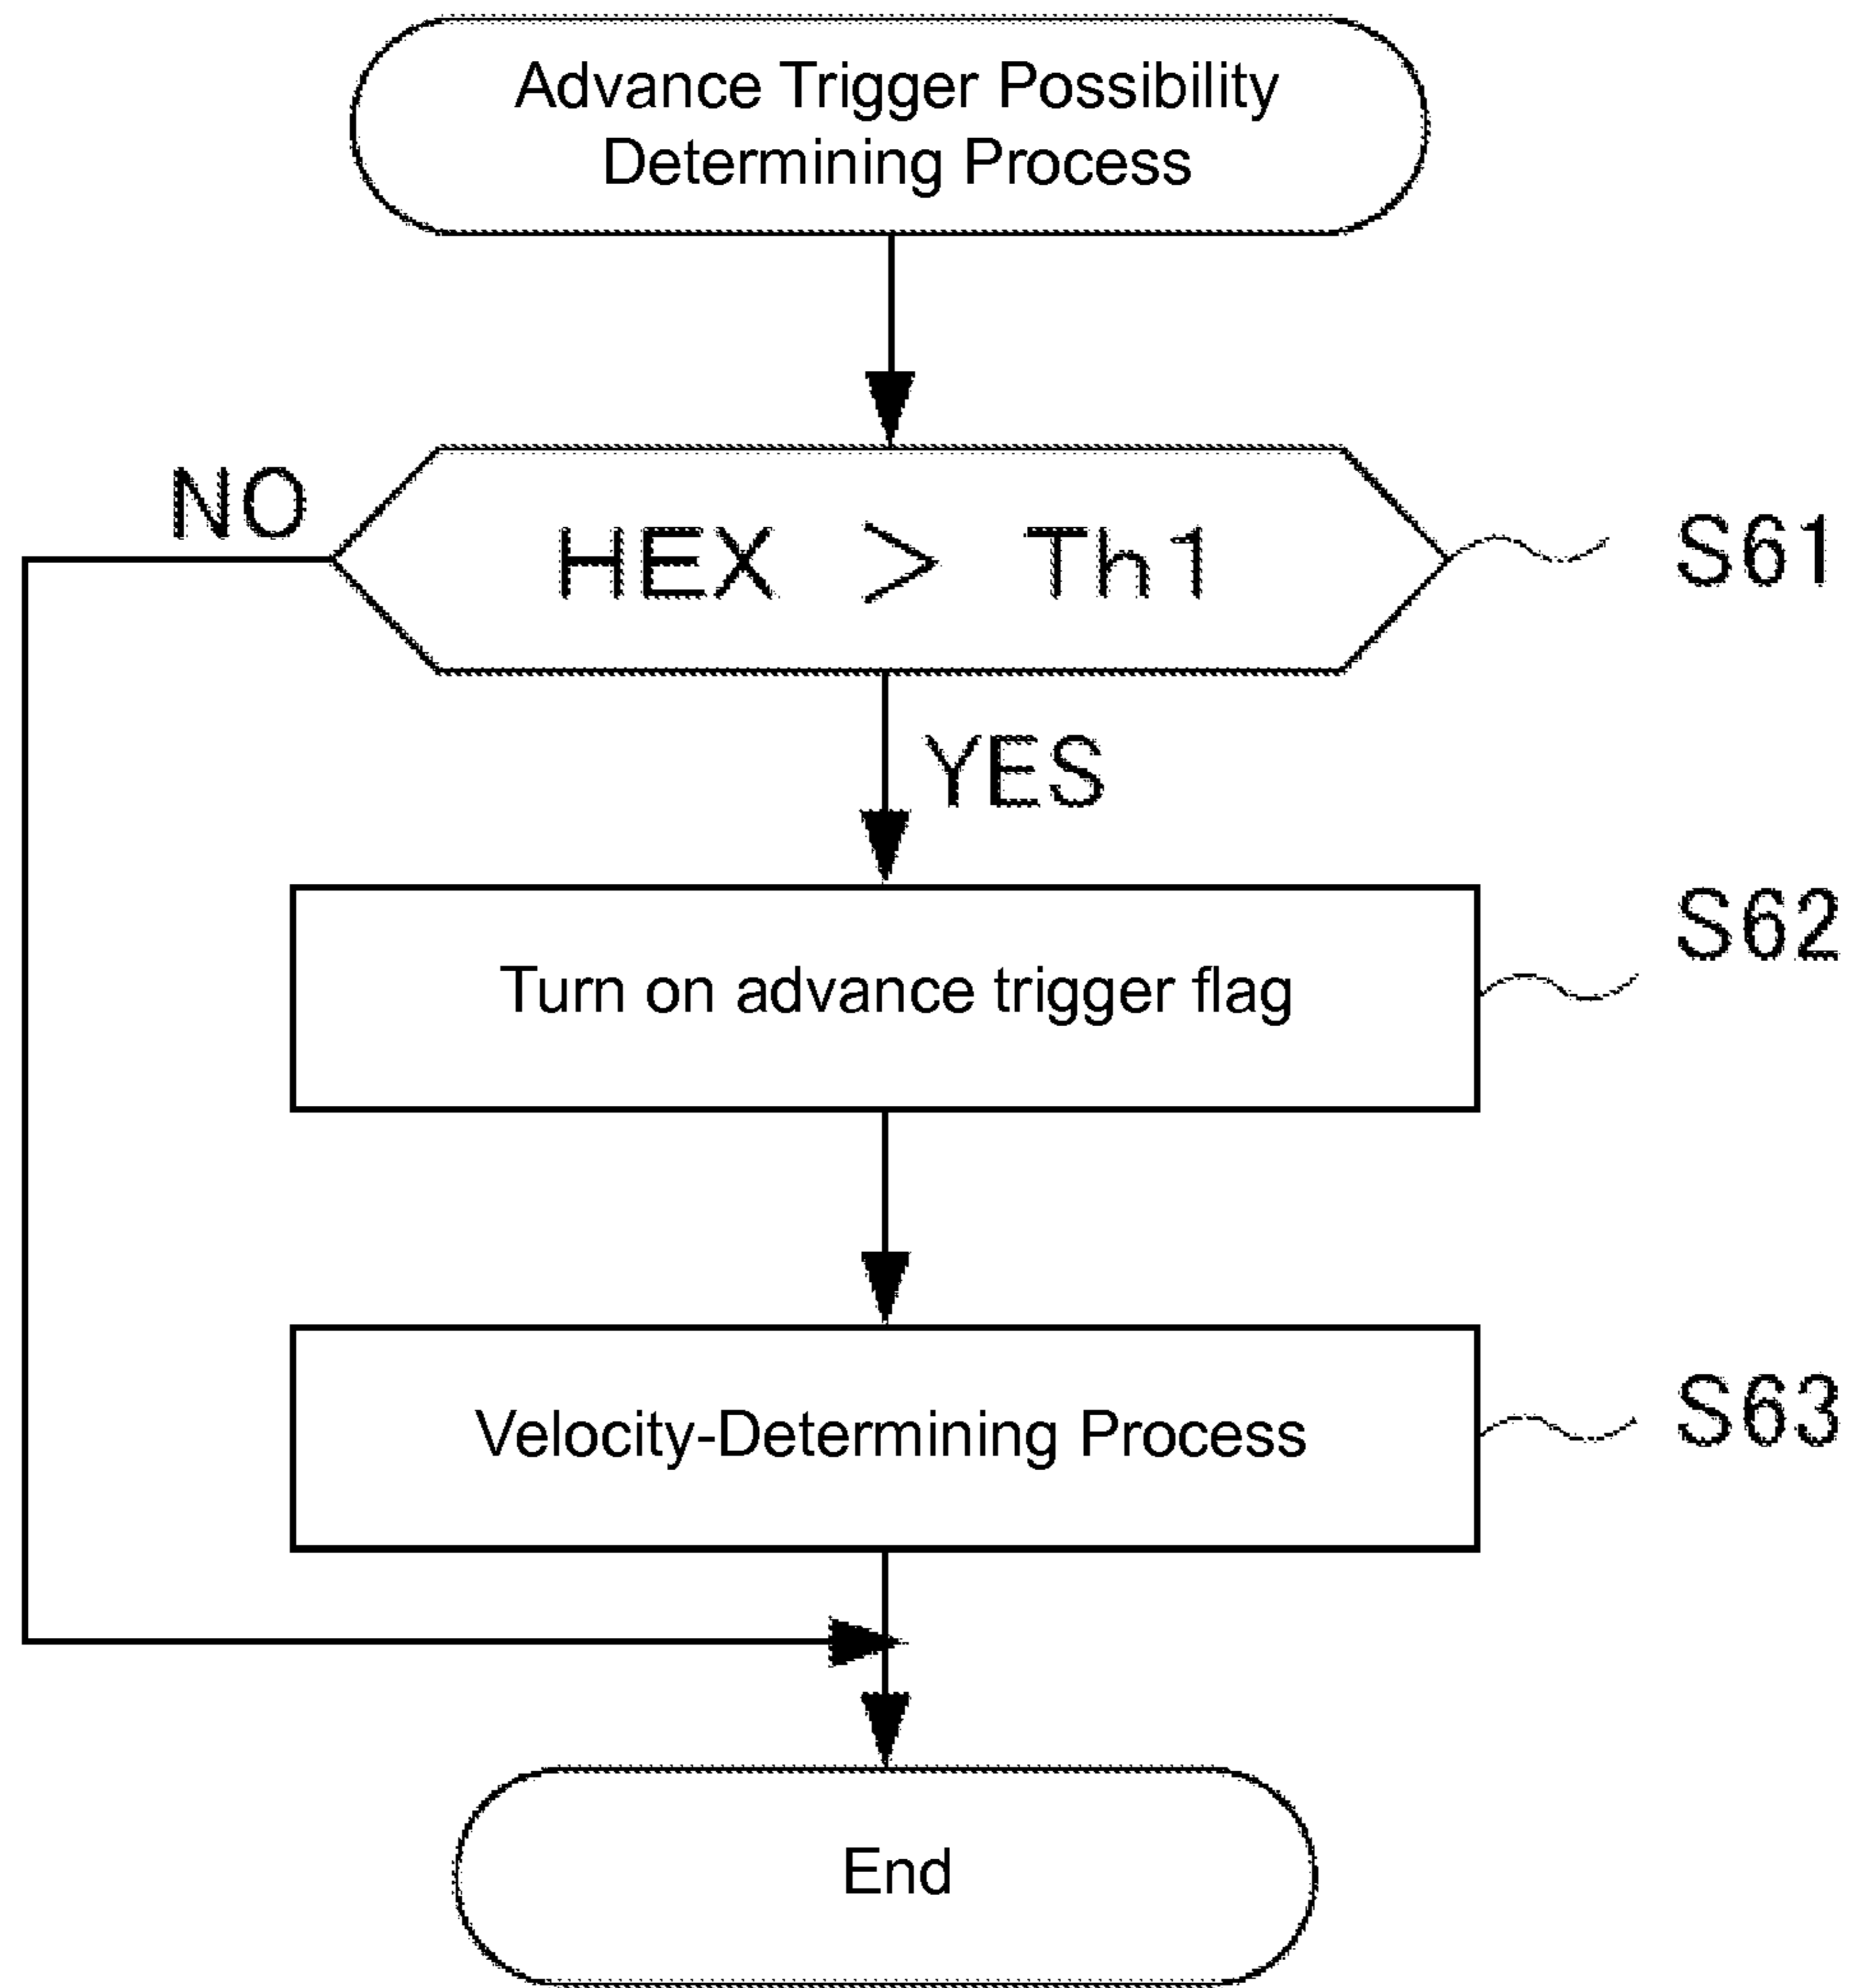 Advance Trigger Possibility
Determining Process
NO
HEX > Th1
S61
YES
Turn on advance trigger flag
S62
Velocity-Determining Process
S63
End